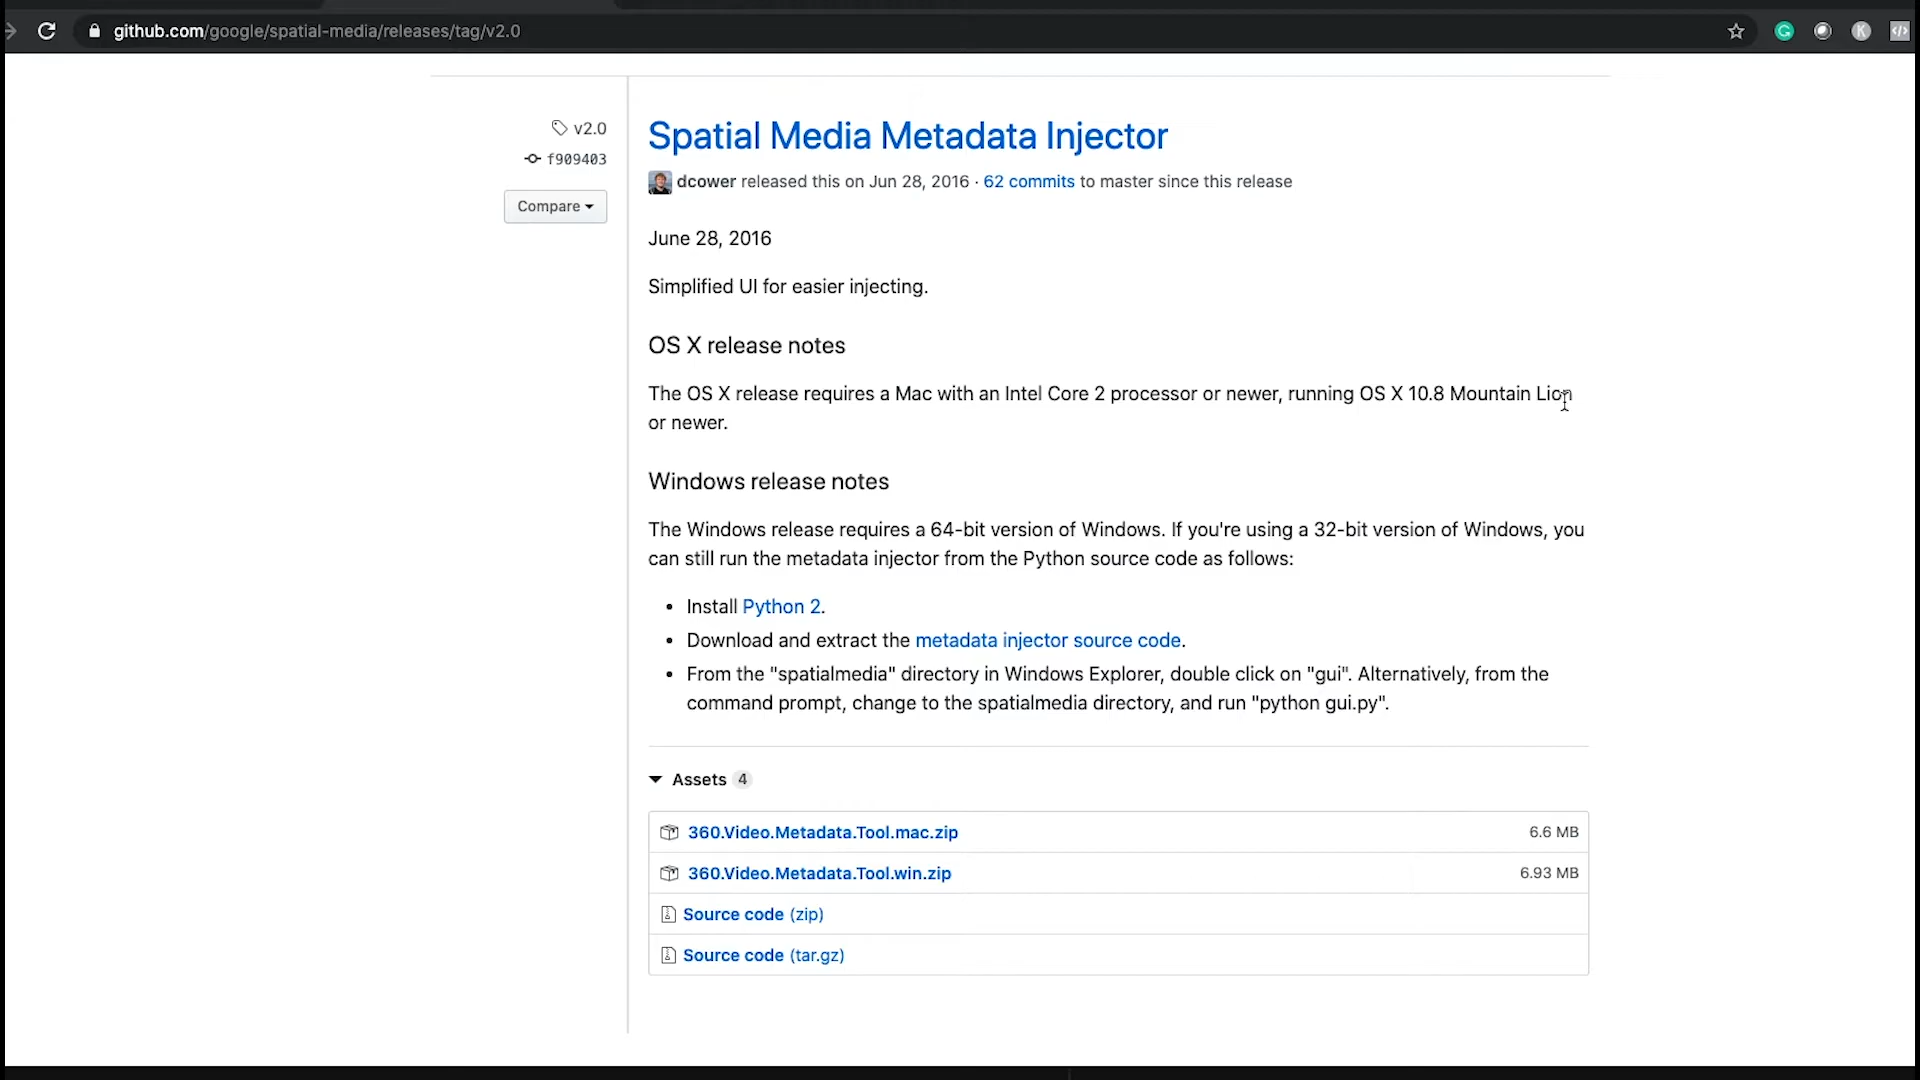 github.com/google/spatial-media/releases/tag/v2.0
G
K
</>
v2.0
f909403
Compare
Spatial Media Metadata Injector
dcower released this on Jun 28, 2016 · 62 commits to master since this release
June 28, 2016
Simplified UI for easier injecting.
OS X release notes
The OS X release requires a Mac with an Intel Core 2 processor or newer, running OS X 10.8 Mountain Lion
or newer.
Windows release notes
The Windows release requires a 64-bit version of Windows. If you're using a 32-bit version of Windows, you
can still run the metadata injector from the Python source code as follows:
• Install Python 2.
• Download and extract the metadata injector source code.
• From the "spatialmedia" directory in Windows Explorer, double click on "gui". Alternatively, from the
command prompt, change to the spatialmedia directory, and run "python gui.py".
Assets 4
360.Video.Metadata.Tool.mac.zip 6.6 MB
360.Video.Metadata.Tool.win.zip 6.93 MB
Source code (zip)
Source code (tar.gz)